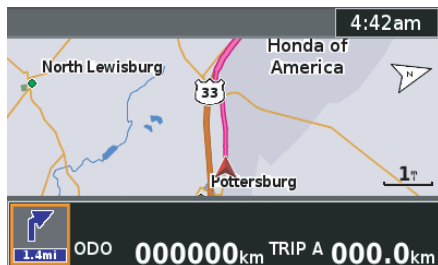 4:42am
Honda of
America
North Lewisburg
33
N
Pottersburg
1
1.4mi
ODO 000000km TRIP A 000.0km